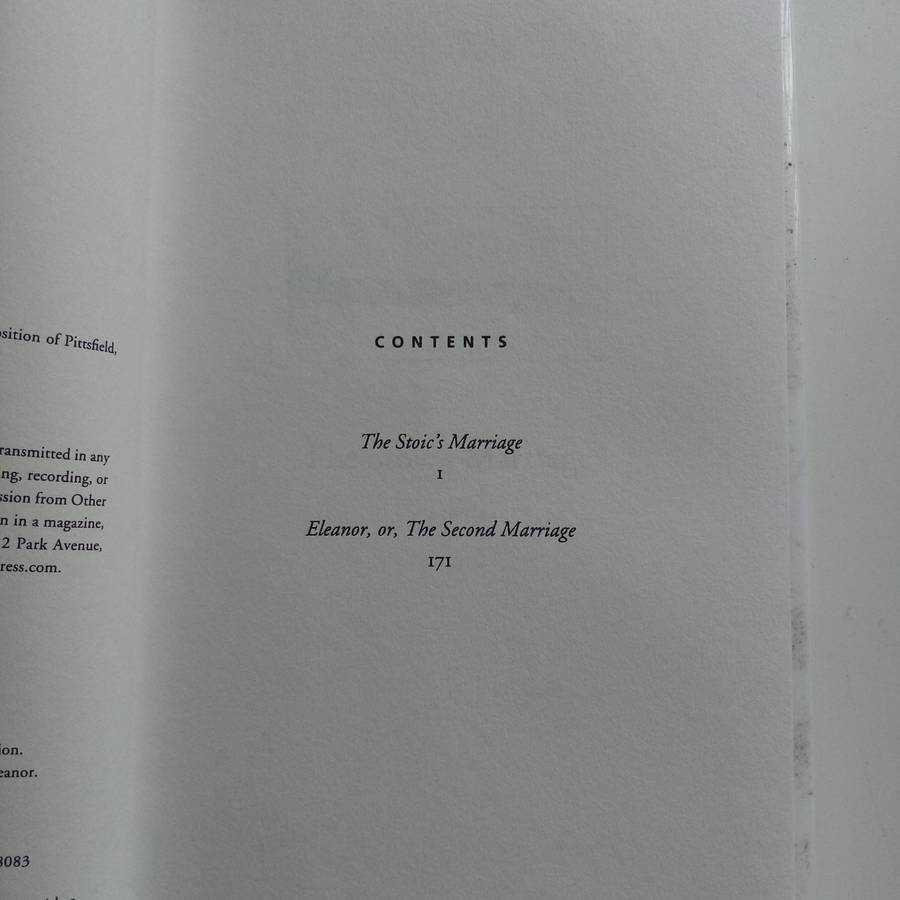 sition of Pittsfield,
ransmitted in any
ng, recording, or
ssion from Other
n in a magazine,
2 Park Avenue,
ress.com.
ion.
eanor.
3083
CONTENTS
The Stoic's Marriage
1
Eleanor, or, The Second Marriage
171